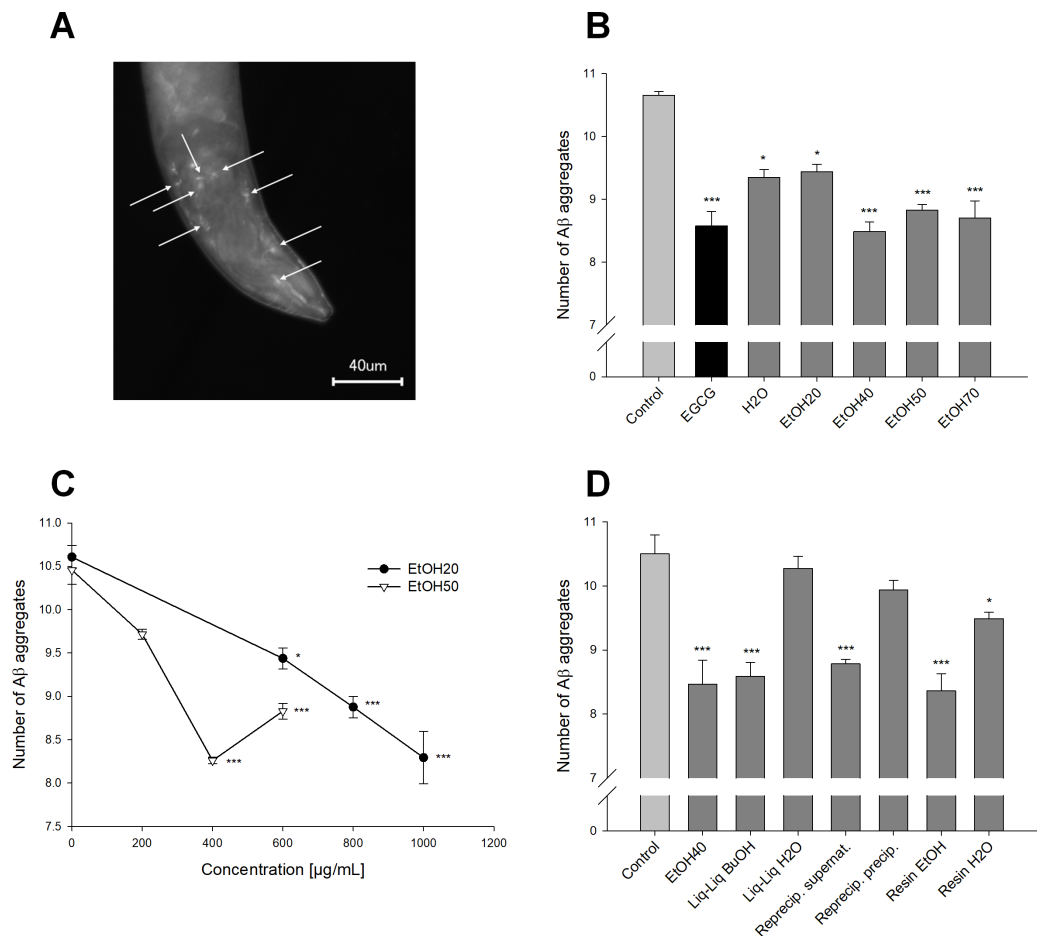 A
40um
B
Number of Aβ aggregates
11
10
9
8
7
0
*
*
***
***
***
***
Control
EGCG
H2O
EtOH20
EtOH40
EtOH50
EtOH70
C
Number of Aβ aggregates
11.0
10.5
10.0
9.5
9.0
8.5
8.0
7.5
EtOH20
EtOH50
*
***
***
***
***
0
200
400
600
800
1000
1200
Concentration [µg/mL]
D
Number of Aβ aggregates
11
10
9
8
7
0
***
***
***
***
*
Control
EtOH40
Liq-Liq BuOH
Liq-Liq H2O
Reprecip. supernat.
Reprecip. precip.
Resin EtOH
Resin H2O